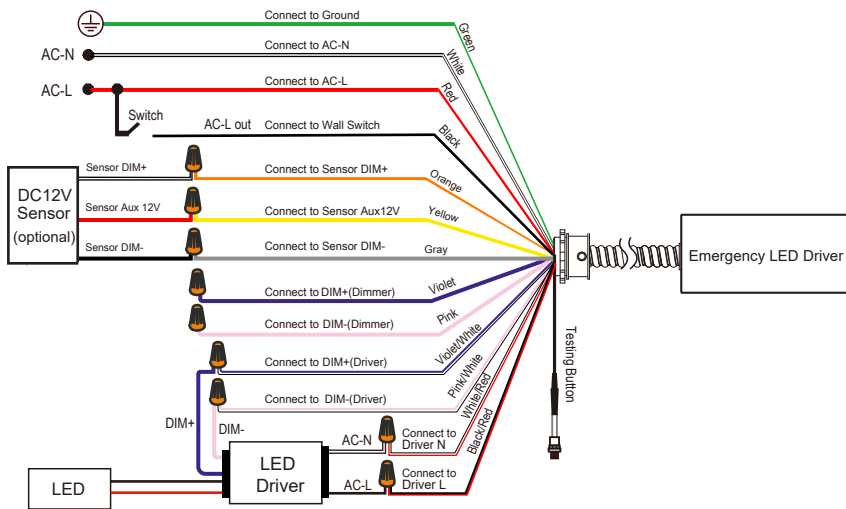 Connect to Ground
Green
AC-N
Connect to AC-N
White
AC-L
Connect to AC-L
Red
Switch
AC-L out
Connect to Wall Switch
Black
DC12V
Sensor
(optional)
Sensor DIM+
Connect to Sensor DIM+
Orange
Sensor Aux 12V
Connect to Sensor Aux12V
Yellow
Sensor DIM-
Connect to Sensor DIM-
Gray
Emergency LED Driver
Connect to DIM+(Dimmer)
Violet
Connect to DIM-(Dimmer)
Pink
Connect to DIM+(Driver)
Violet/White
Connect to DIM-(Driver)
Pink/White
White/Red
Black/Red
Testing Button
DIM+
DIM-
LED
Driver
AC-N
Connect to
Driver N
AC-L
Connect to
Driver L
LED